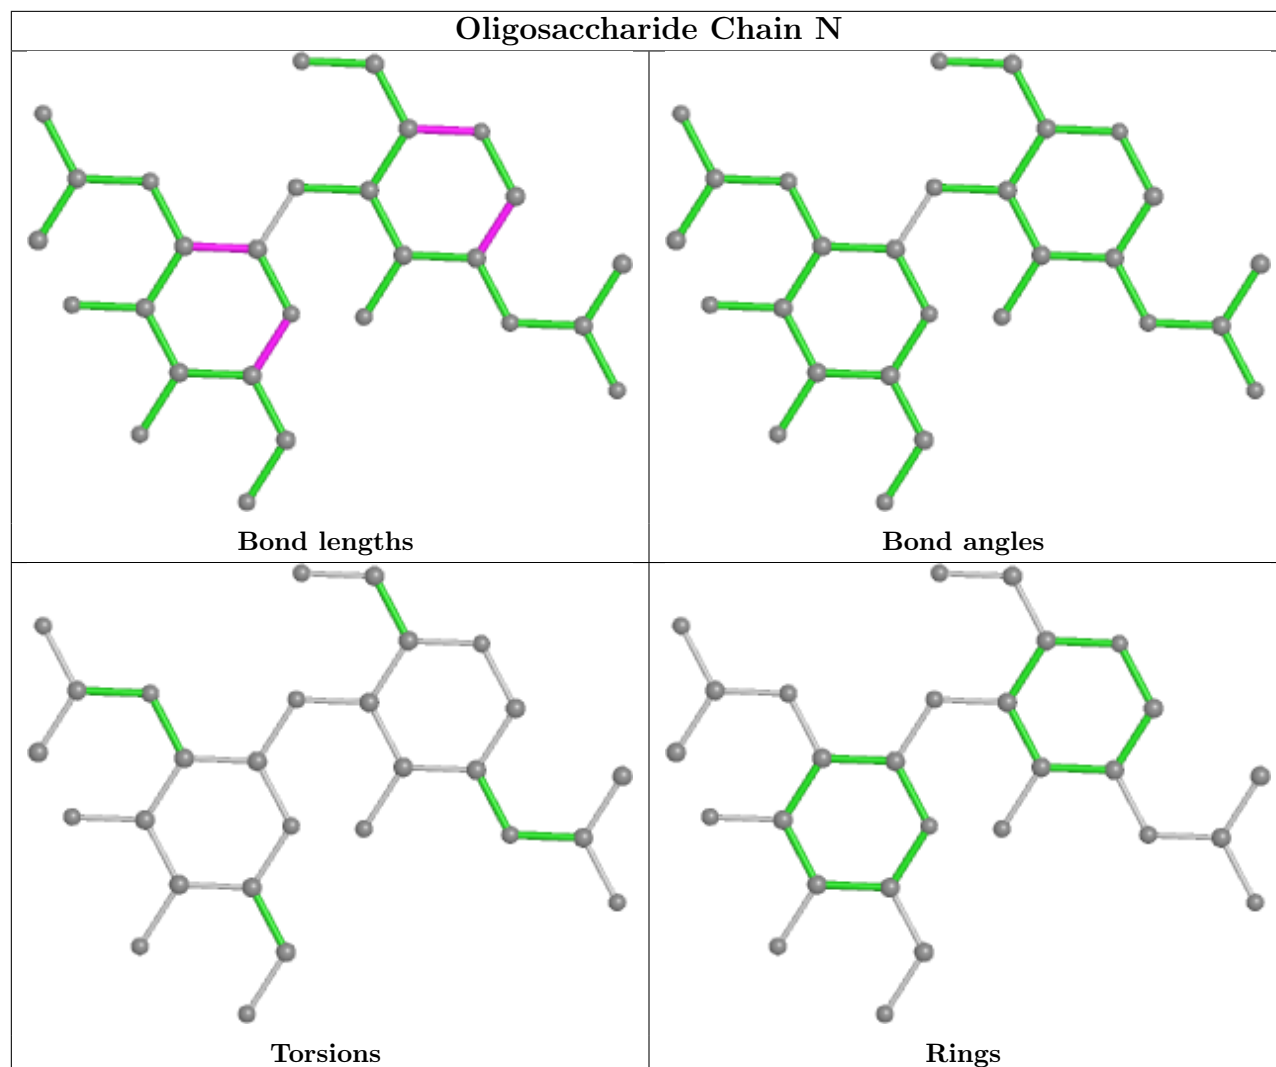 Oligosaccharide Chain N
Bond lengths
Bond angles
Torsions
Rings